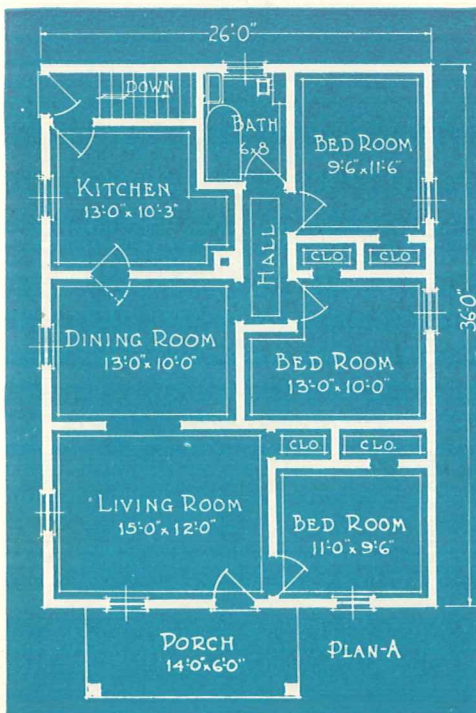 26'-0"
DOWN
BATH
6x8
BED ROOM
9'-6"x11'-6"
KITCHEN
13'-0"x10'-3"
HALL
CLO.
CLO.
36'-0"
DINING ROOM
13'-0"x10'-0"
BED ROOM
13'-0"x10'-0"
CLO.
CLO.
LIVING ROOM
15'-0"x12'-0"
BED ROOM
11'-0"x9'-6"
PORCH
14'-0"x6'-0"
PLAN-A